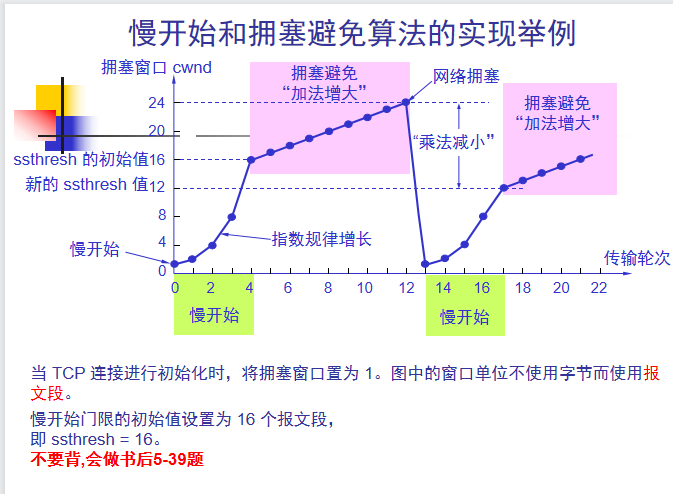 慢开始和拥塞避免算法的实现举例
拥塞窗口 cwnd
拥塞避免
“加法增大”
网络拥塞
拥塞避免
“加法增大”
24
20
“乘法减小”
ssthresh 的初始值16
新的 ssthresh 值12
8
指数规律增长
4
慢开始
0
传输轮次
0 2 4 6 8 10 12 14 16 18 20 22
慢开始
慢开始
当 TCP 连接进行初始化时，将拥塞窗口置为 1。图中的窗口单位不使用字节而使用报
文段。
慢开始门限的初始值设置为 16 个报文段，
即 ssthresh = 16。
不要背,会做书后5-39题